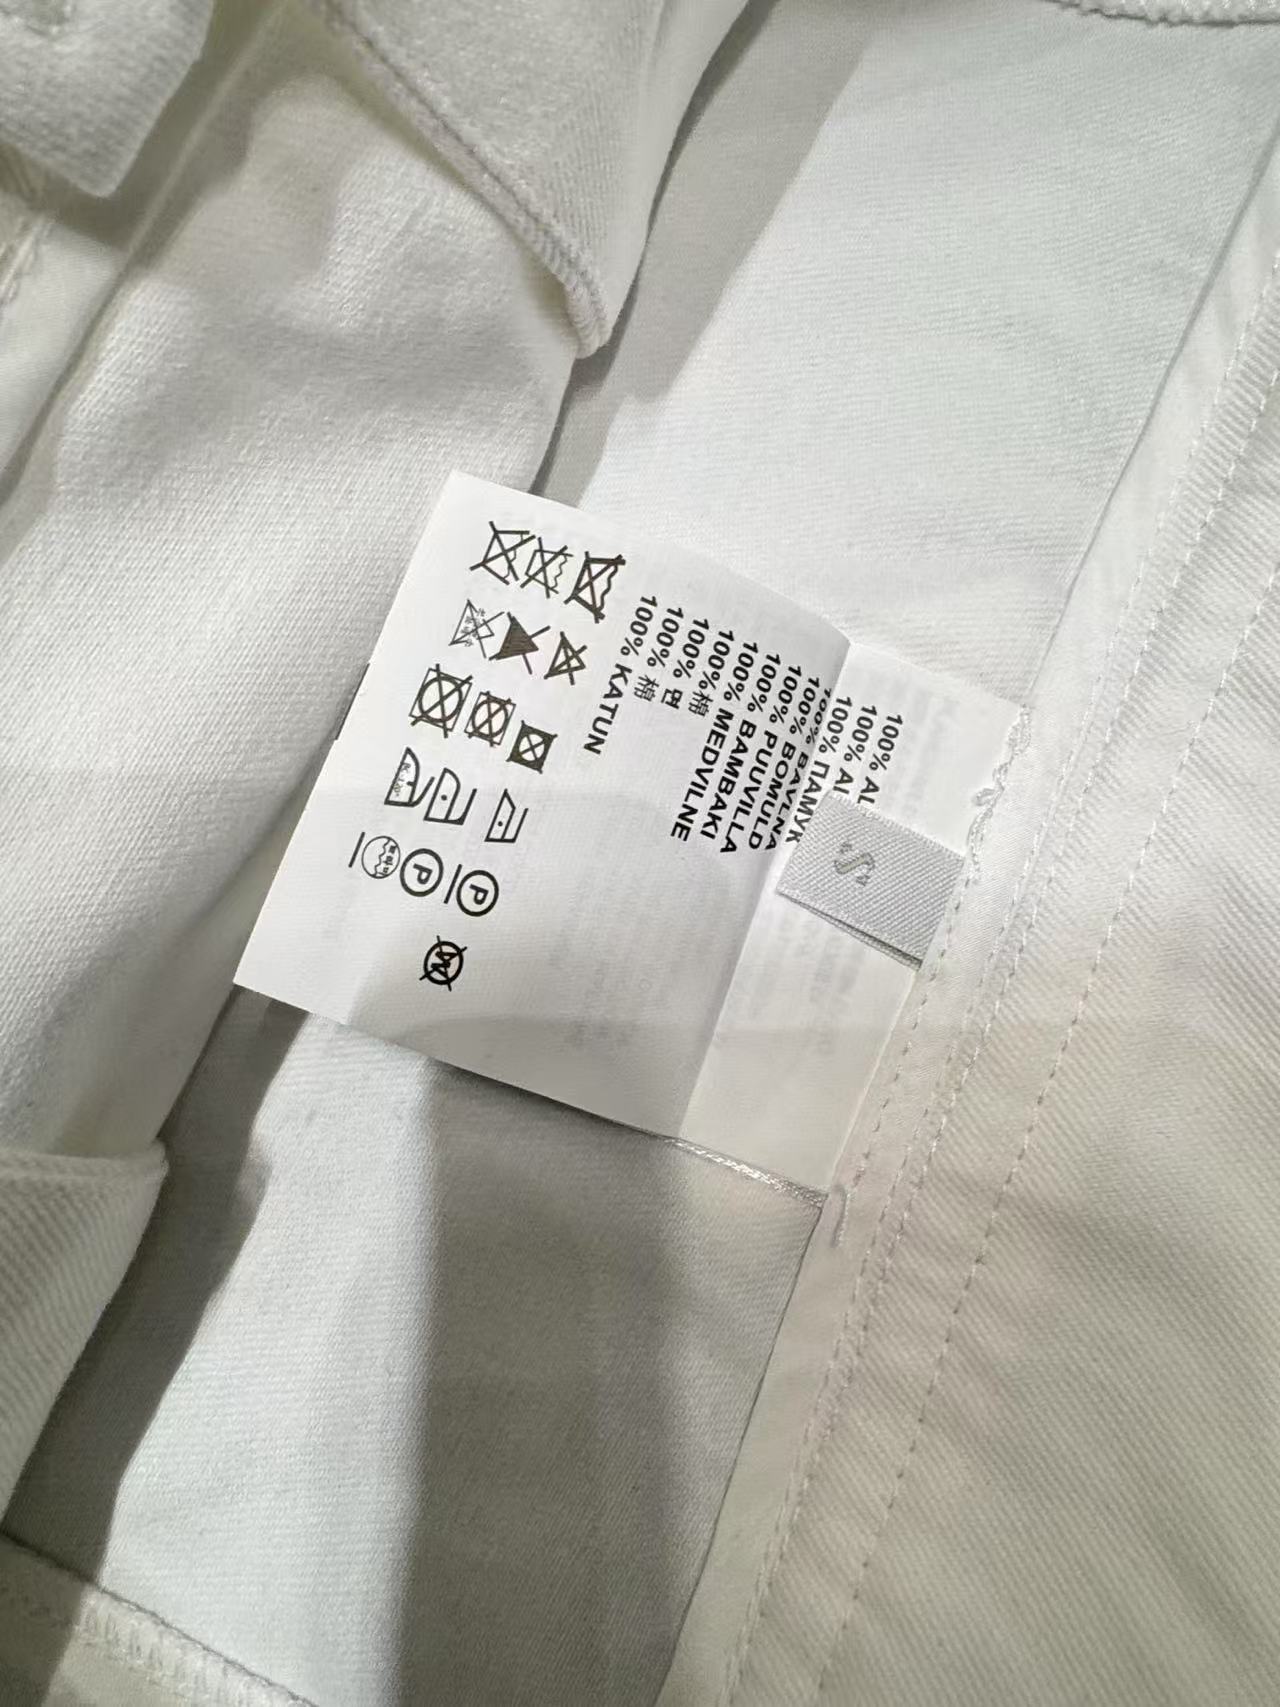 100% AL
100% AL
100% ПАМУК
100% BAVLNA
100% BOMULD
100% PUUVILLA
100% BAMBAKI
100% MEDVILNE
100% 棉
100% 면
100% 棉
100% KATUN
P
P
S